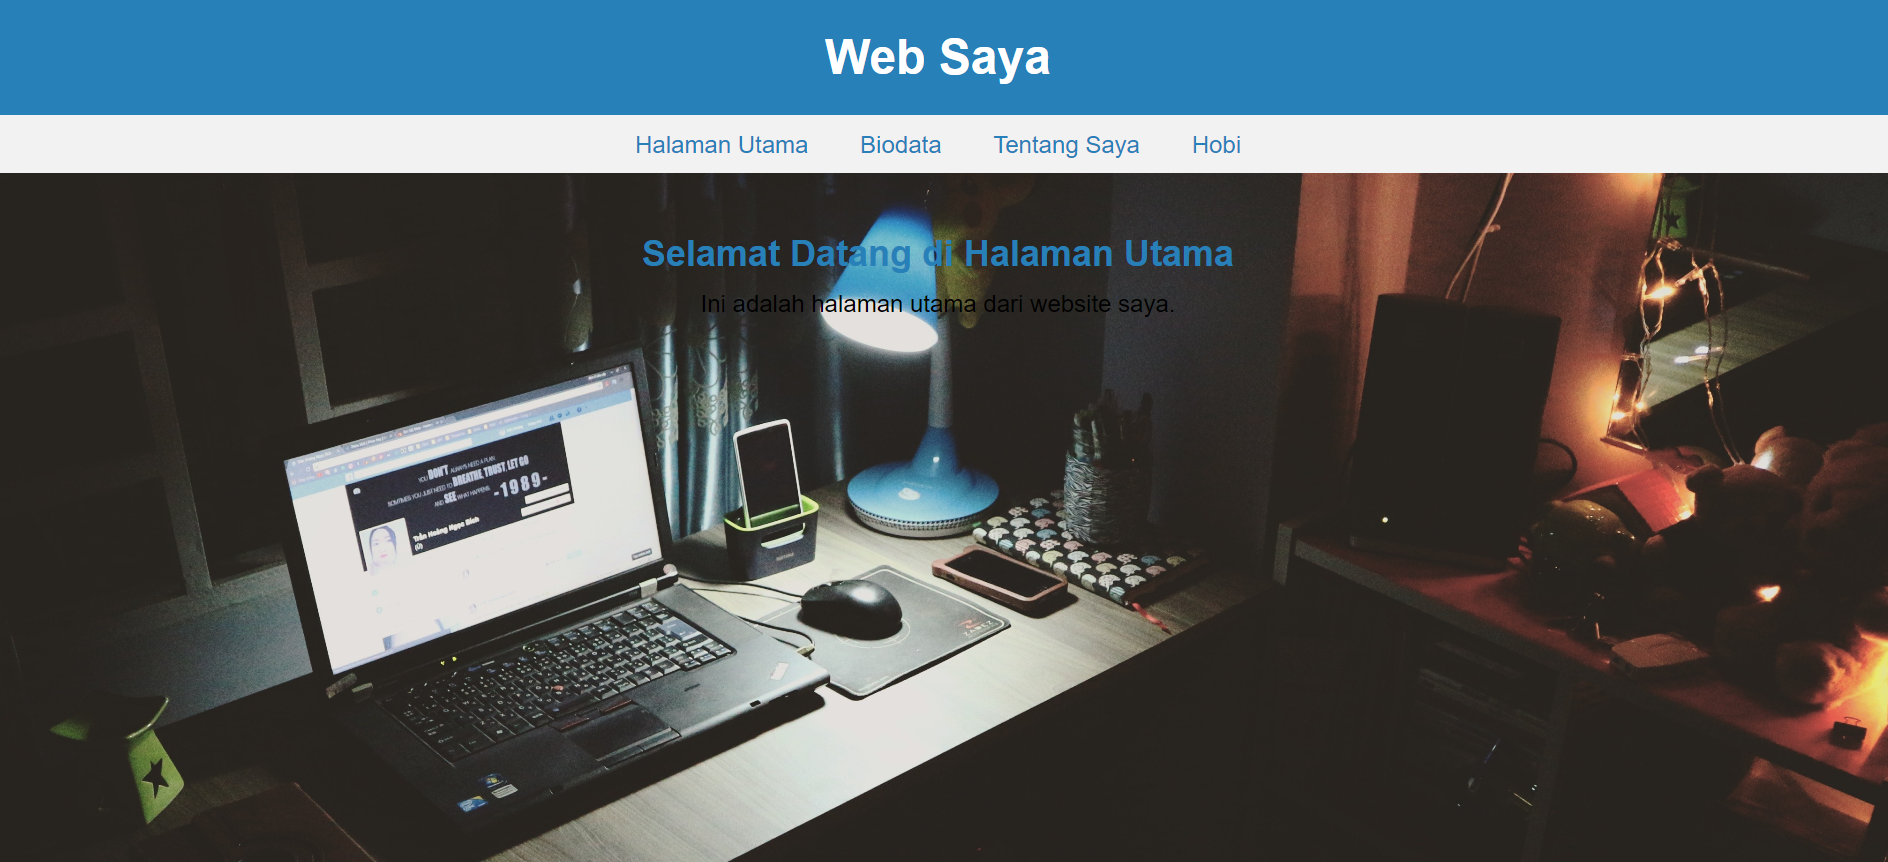 Web Saya
Halaman Utama
Biodata
Tentang Saya
Hobi
Selamat Datang di Halaman Utama
Ini adalah halaman utama dari website saya.
YOU DON'T ALWAYS NEED A PLAN
SOMETIMES YOU JUST NEED TO BREATHE, TRUST, LET GO
AND SEE WHAT HAPPENS -1989-